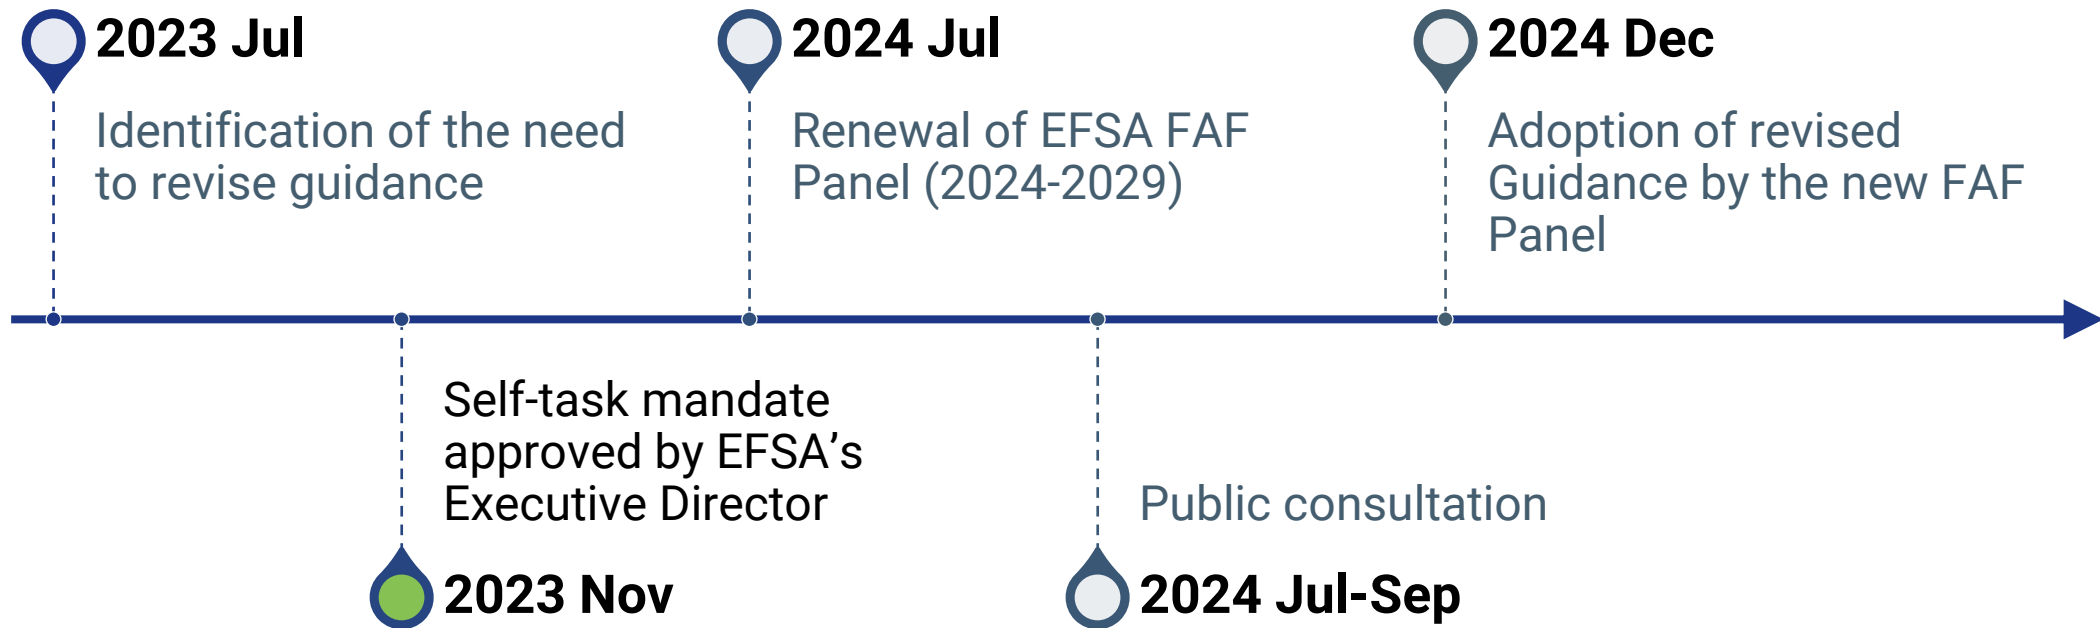 2023 Jul
Identification of the need
to revise guidance
2024 Jul
Renewal of EFSA FAF
Panel (2024-2029)
2024 Dec
Adoption of revised
Guidance by the new FAF
Panel
Self-task mandate
approved by EFSA’s
Executive Director
2023 Nov
Public consultation
2024 Jul-Sep